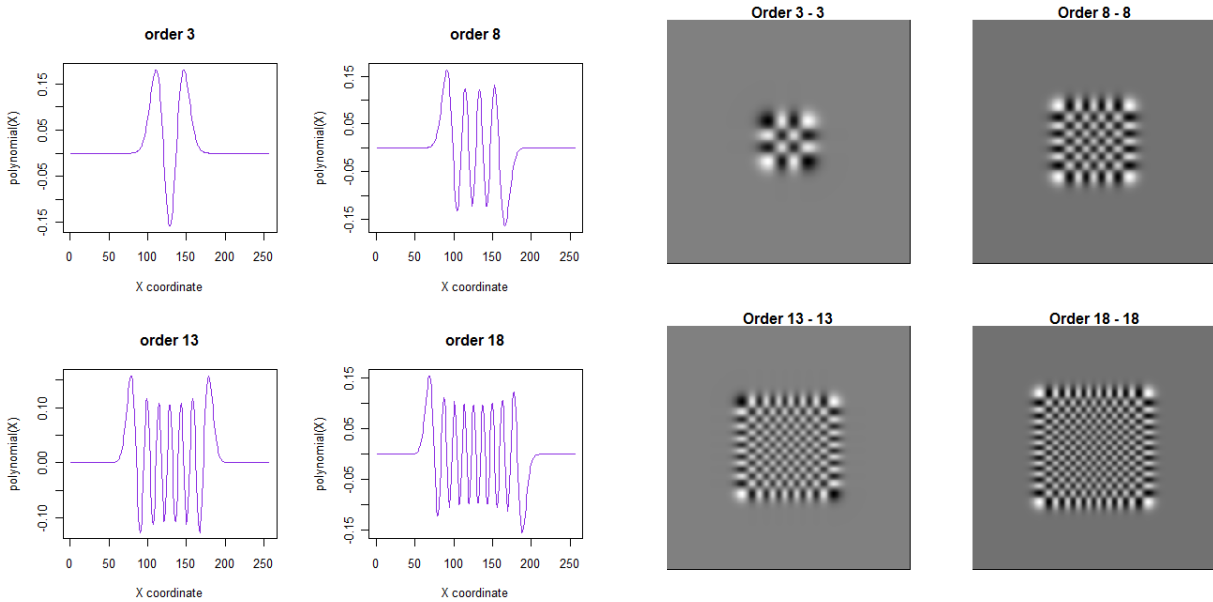 order 3
polynomial(X)
0.15
0.05
-0.05
-0.15
0 50 100 150 200 250
X coordinate
order 8
polynomial(X)
0.15
0.05
-0.05
-0.15
0 50 100 150 200 250
X coordinate
Order 3 - 3
Order 8 - 8
order 13
polynomial(X)
0.10
0.00
-0.10
0 50 100 150 200 250
X coordinate
order 18
polynomial(X)
0.15
0.05
-0.05
-0.15
0 50 100 150 200 250
X coordinate
Order 13 - 13
Order 18 - 18